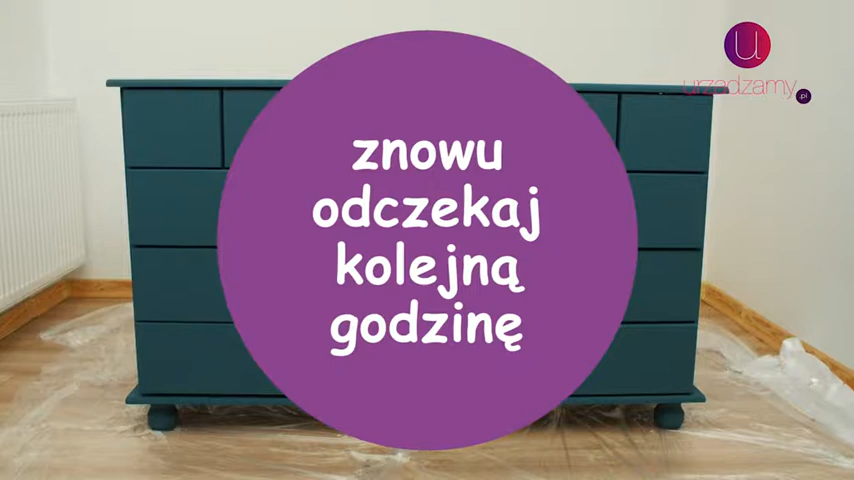 u
urządzamy
.pl
znowu
odczekaj
kolejną
godzinę